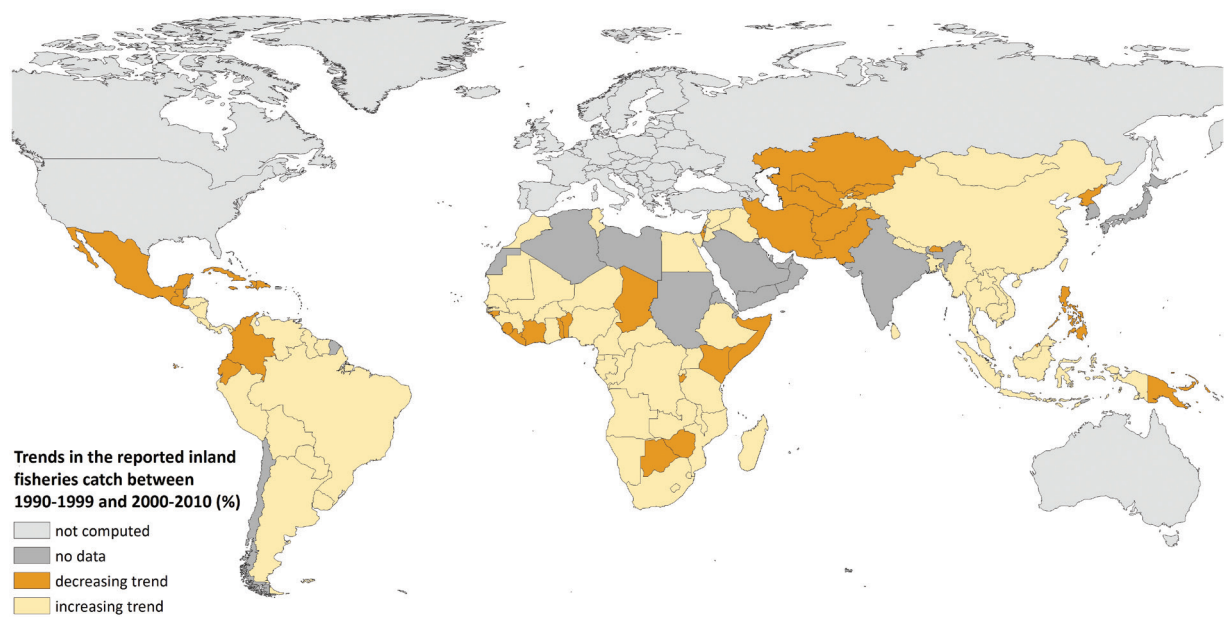 Trends in the reported inland
fisheries catch between
1990-1999 and 2000-2010 (%)
not computed
no data
decreasing trend
increasing trend